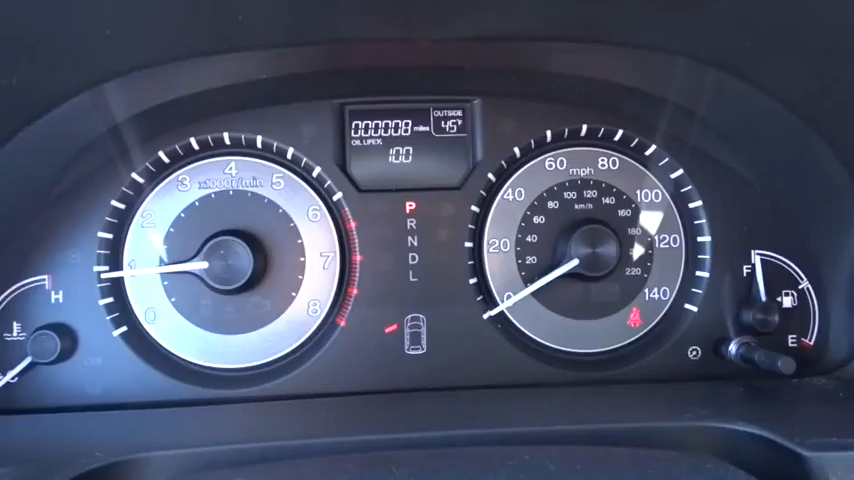 OUTSIDE
000008 miles 45°F
OIL LIFE%
100
x1000r/min
0 1 2 3 4 5 6 7 8
P
R
N
D
L
mph
0 20 40 60 80 100 120 140
km/h
20 40 60 80 100 120 140 160 180 220
H
F
E